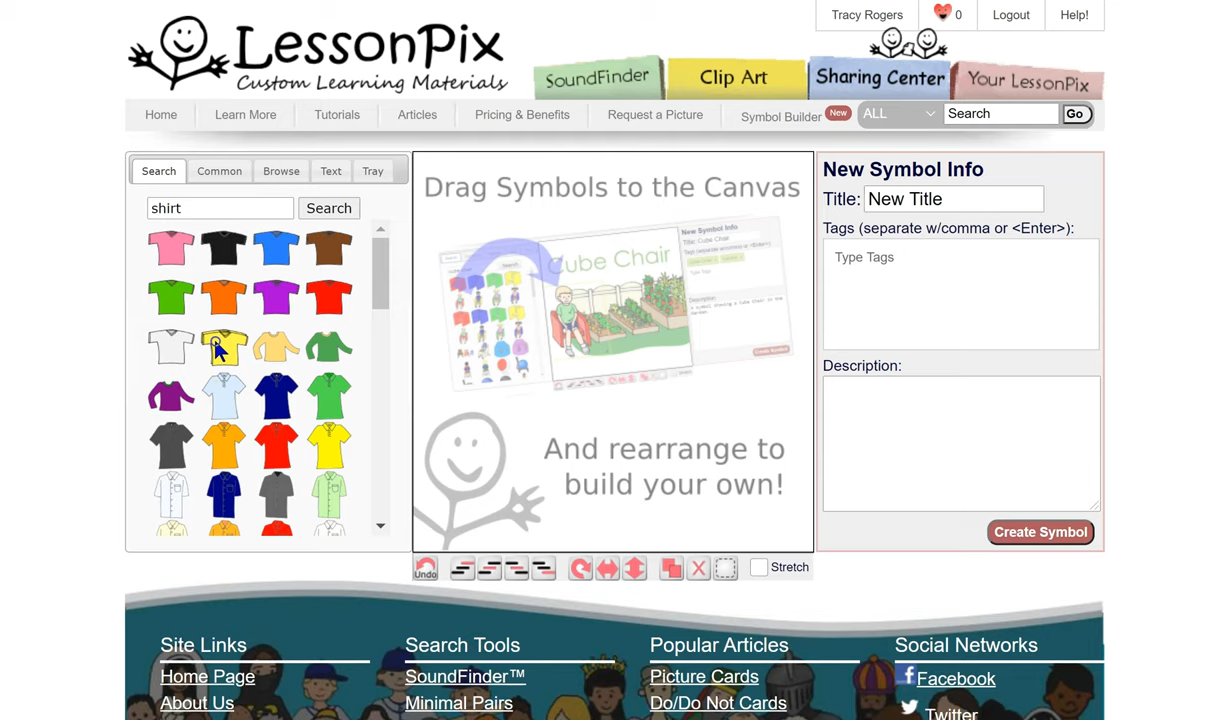 Tracy Rogers
0
Logout
Help!
LessonPix
Custom Learning Materials
SoundFinder
Clip Art
Sharing Center
Your LessonPix
Home
Learn More
Tutorials
Articles
Pricing & Benefits
Request a Picture
Symbol Builder New
ALL
Search
Go
Search
Common
Browse
Text
Tray
shirt
Search
Drag Symbols to the Canvas
Cube Chair
And rearrange to
build your own!
Undo
Stretch
New Symbol Info
Title: New Title
Tags (separate w/comma or <Enter>):
Type Tags
Description:
Create Symbol
Site Links
Home Page
About Us
Search Tools
SoundFinder™
Minimal Pairs
Popular Articles
Picture Cards
Do/Do Not Cards
Social Networks
Facebook
Twitter